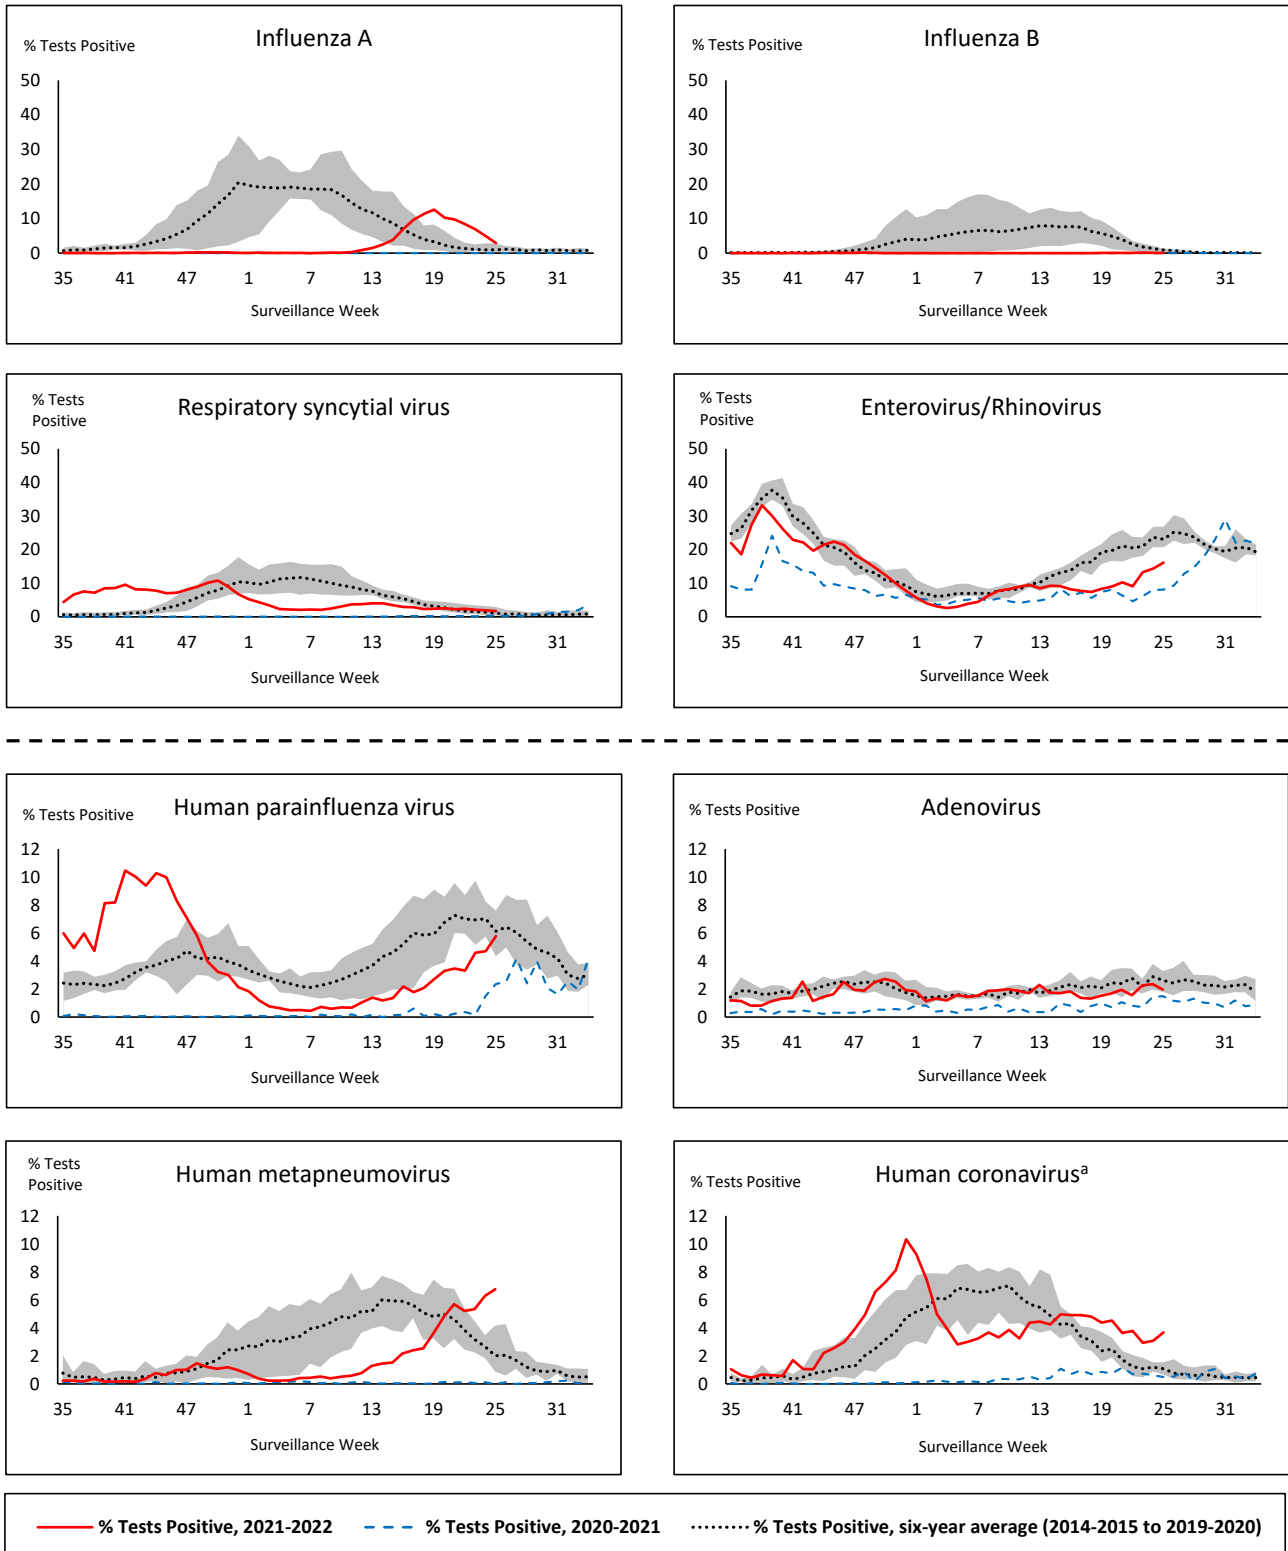 Influenza A
% Tests Positive
50
40
30
20
10
0
35 41 47 1 7 13 19 25 31
Surveillance Week
Influenza B
% Tests Positive
50
40
30
20
10
0
35 41 47 1 7 13 19 25 31
Surveillance Week
Respiratory syncytial virus
% Tests
Positive
50
40
30
20
10
0
35 41 47 1 7 13 19 25 31
Surveillance Week
Enterovirus/Rhinovirus
% Tests
Positive
50
40
30
20
10
0
35 41 47 1 7 13 19 25 31
Surveillance Week
Human parainfluenza virus
% Tests Positive
12
10
8
6
4
2
0
35 41 47 1 7 13 19 25 31
Surveillance Week
Adenovirus
% Tests Positive
12
10
8
6
4
2
0
35 41 47 1 7 13 19 25 31
Surveillance Week
Human metapneumovirus
% Tests
Positive
12
10
8
6
4
2
0
35 41 47 1 7 13 19 25 31
Surveillance Week
Human coronavirusᵃ
% Tests Positive
12
10
8
6
4
2
0
35 41 47 1 7 13 19 25 31
Surveillance Week
% Tests Positive, 2021-2022 % Tests Positive, 2020-2021 % Tests Positive, six-year average (2014-2015 to 2019-2020)